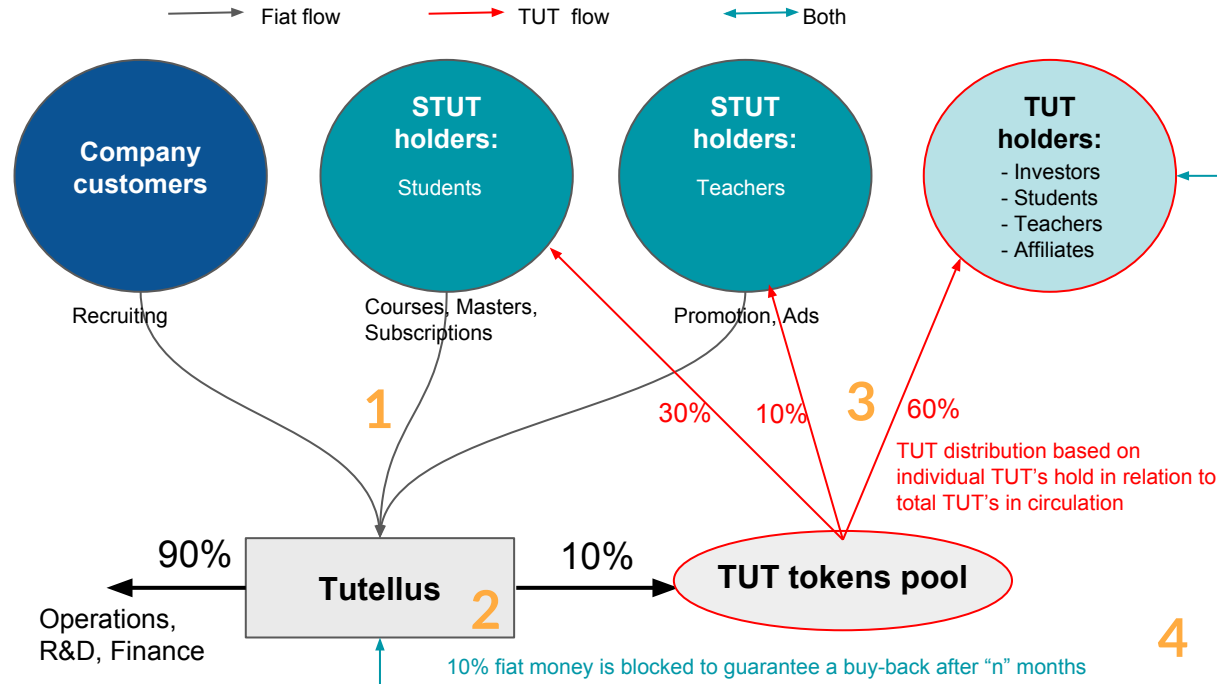 Fiat flow
TUT flow
Both
Company
customers
STUT
holders:
Students
STUT
holders:
Teachers
TUT
holders:
- Investors
- Students
- Teachers
- Affiliates
Recruiting
Courses, Masters,
Subscriptions
Promotion, Ads
1
30%
10%
3
60%
TUT distribution based on
individual TUT's hold in relation to
total TUT's in circulation
90%
Tutellus
2
10%
TUT tokens pool
Operations,
R&D, Finance
4
10% fiat money is blocked to guarantee a buy-back after “n” months